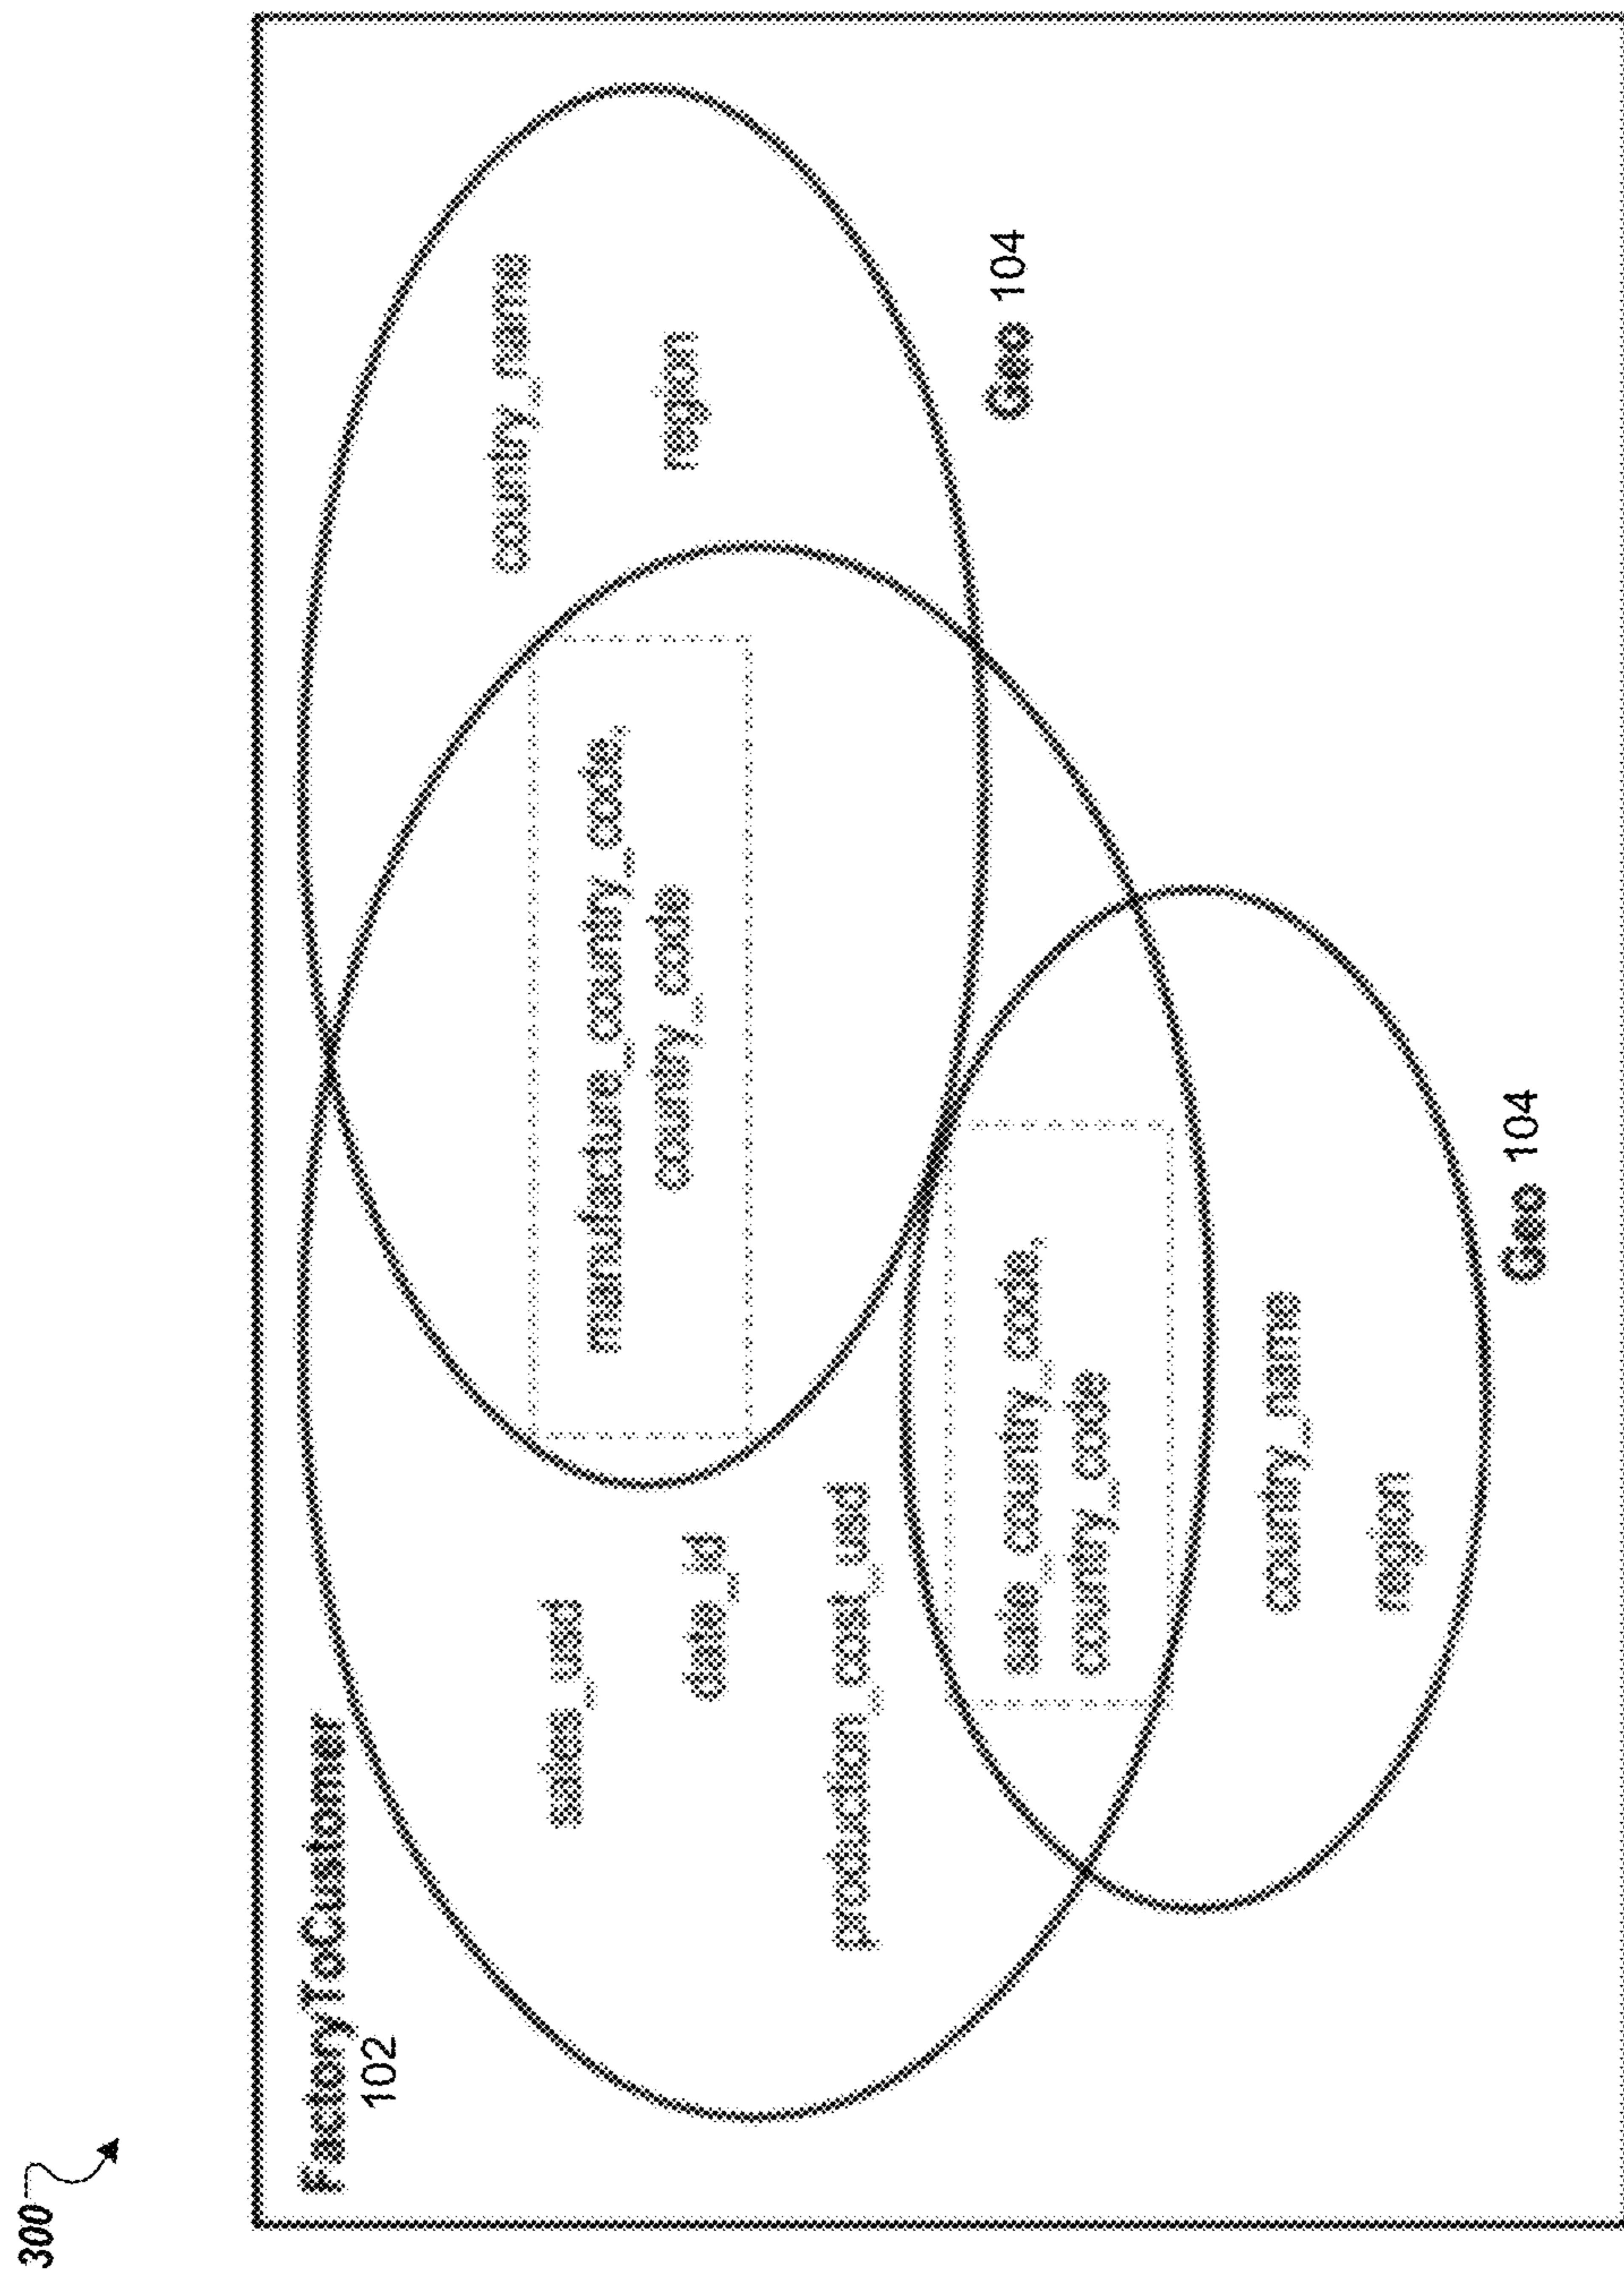 300
FactoryToCustomer
102
sales_usd
date_id
production_cost_usd
manufacture_country_code,
country_code
country_name
region
Geo 104
sale_country_code,
country_code
country_name
region
Geo 104